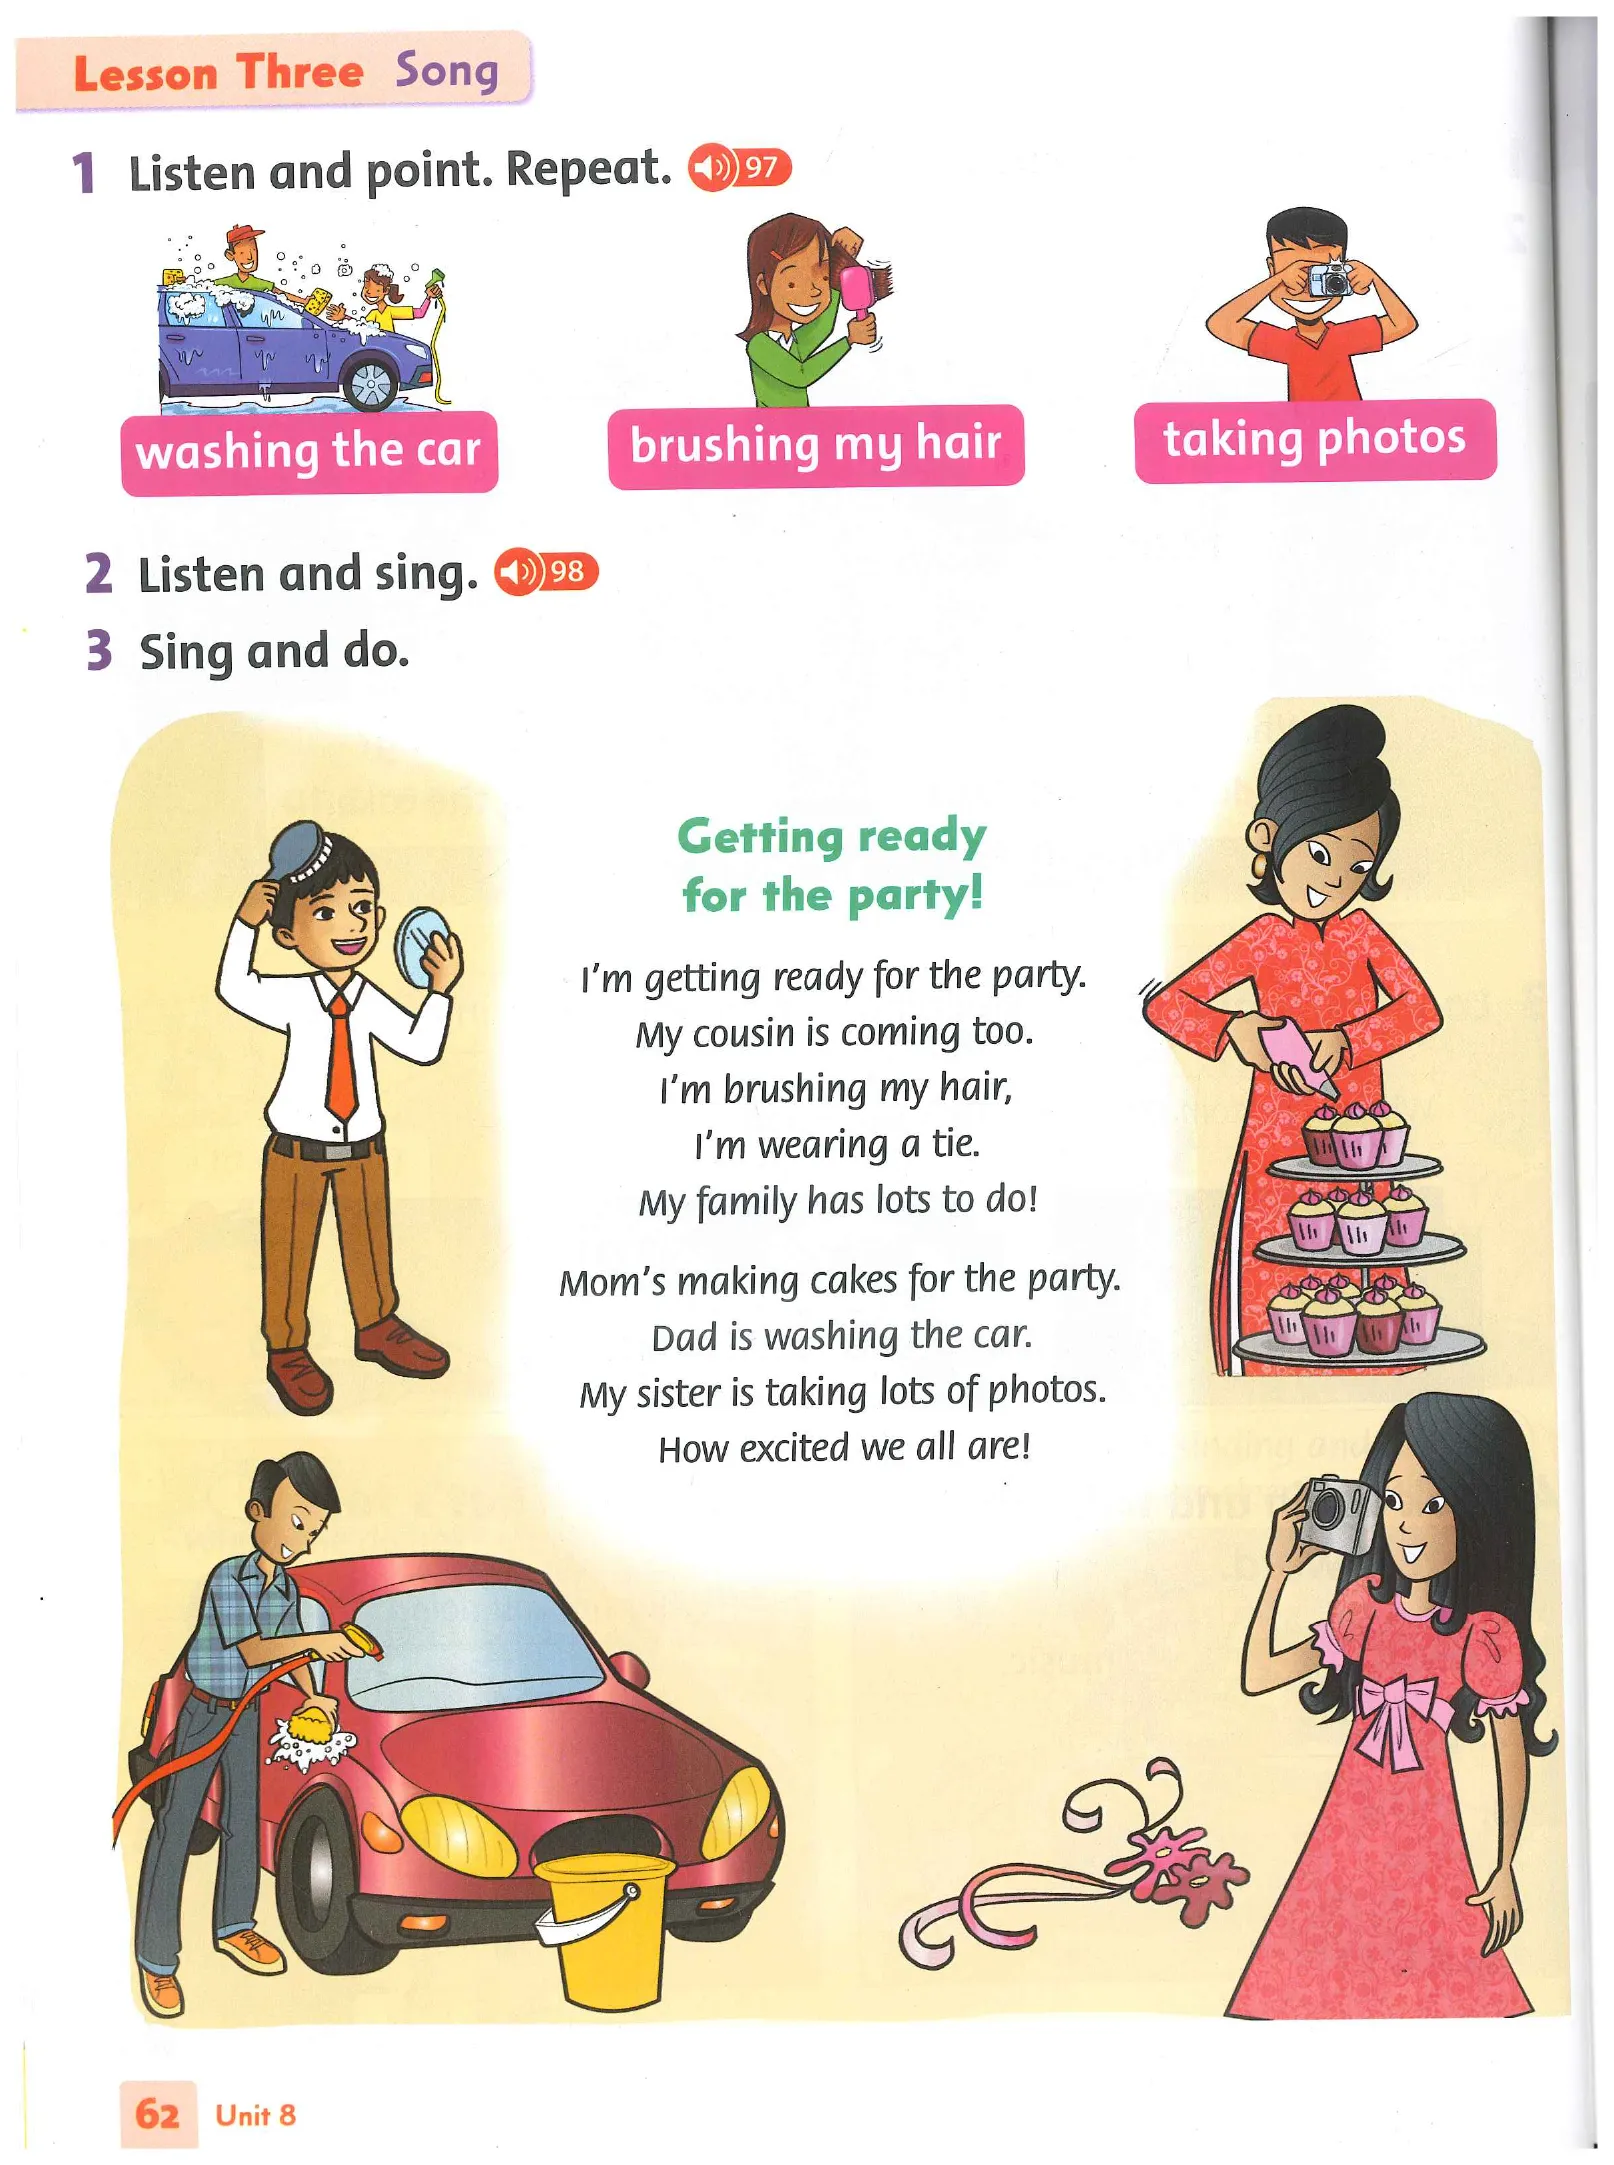 Lesson Three Song
1 Listen and point. Repeat. 97
washing the car
brushing my hair
taking photos
2 Listen and sing. 98
3 Sing and do.
Getting ready
for the party!
I'm getting ready for the party.
My cousin is coming too.
I'm brushing my hair,
I'm wearing a tie.
My family has lots to do!
Mom's making cakes for the party.
Dad is washing the car.
My sister is taking lots of photos.
How excited we all are!
62 Unit 8